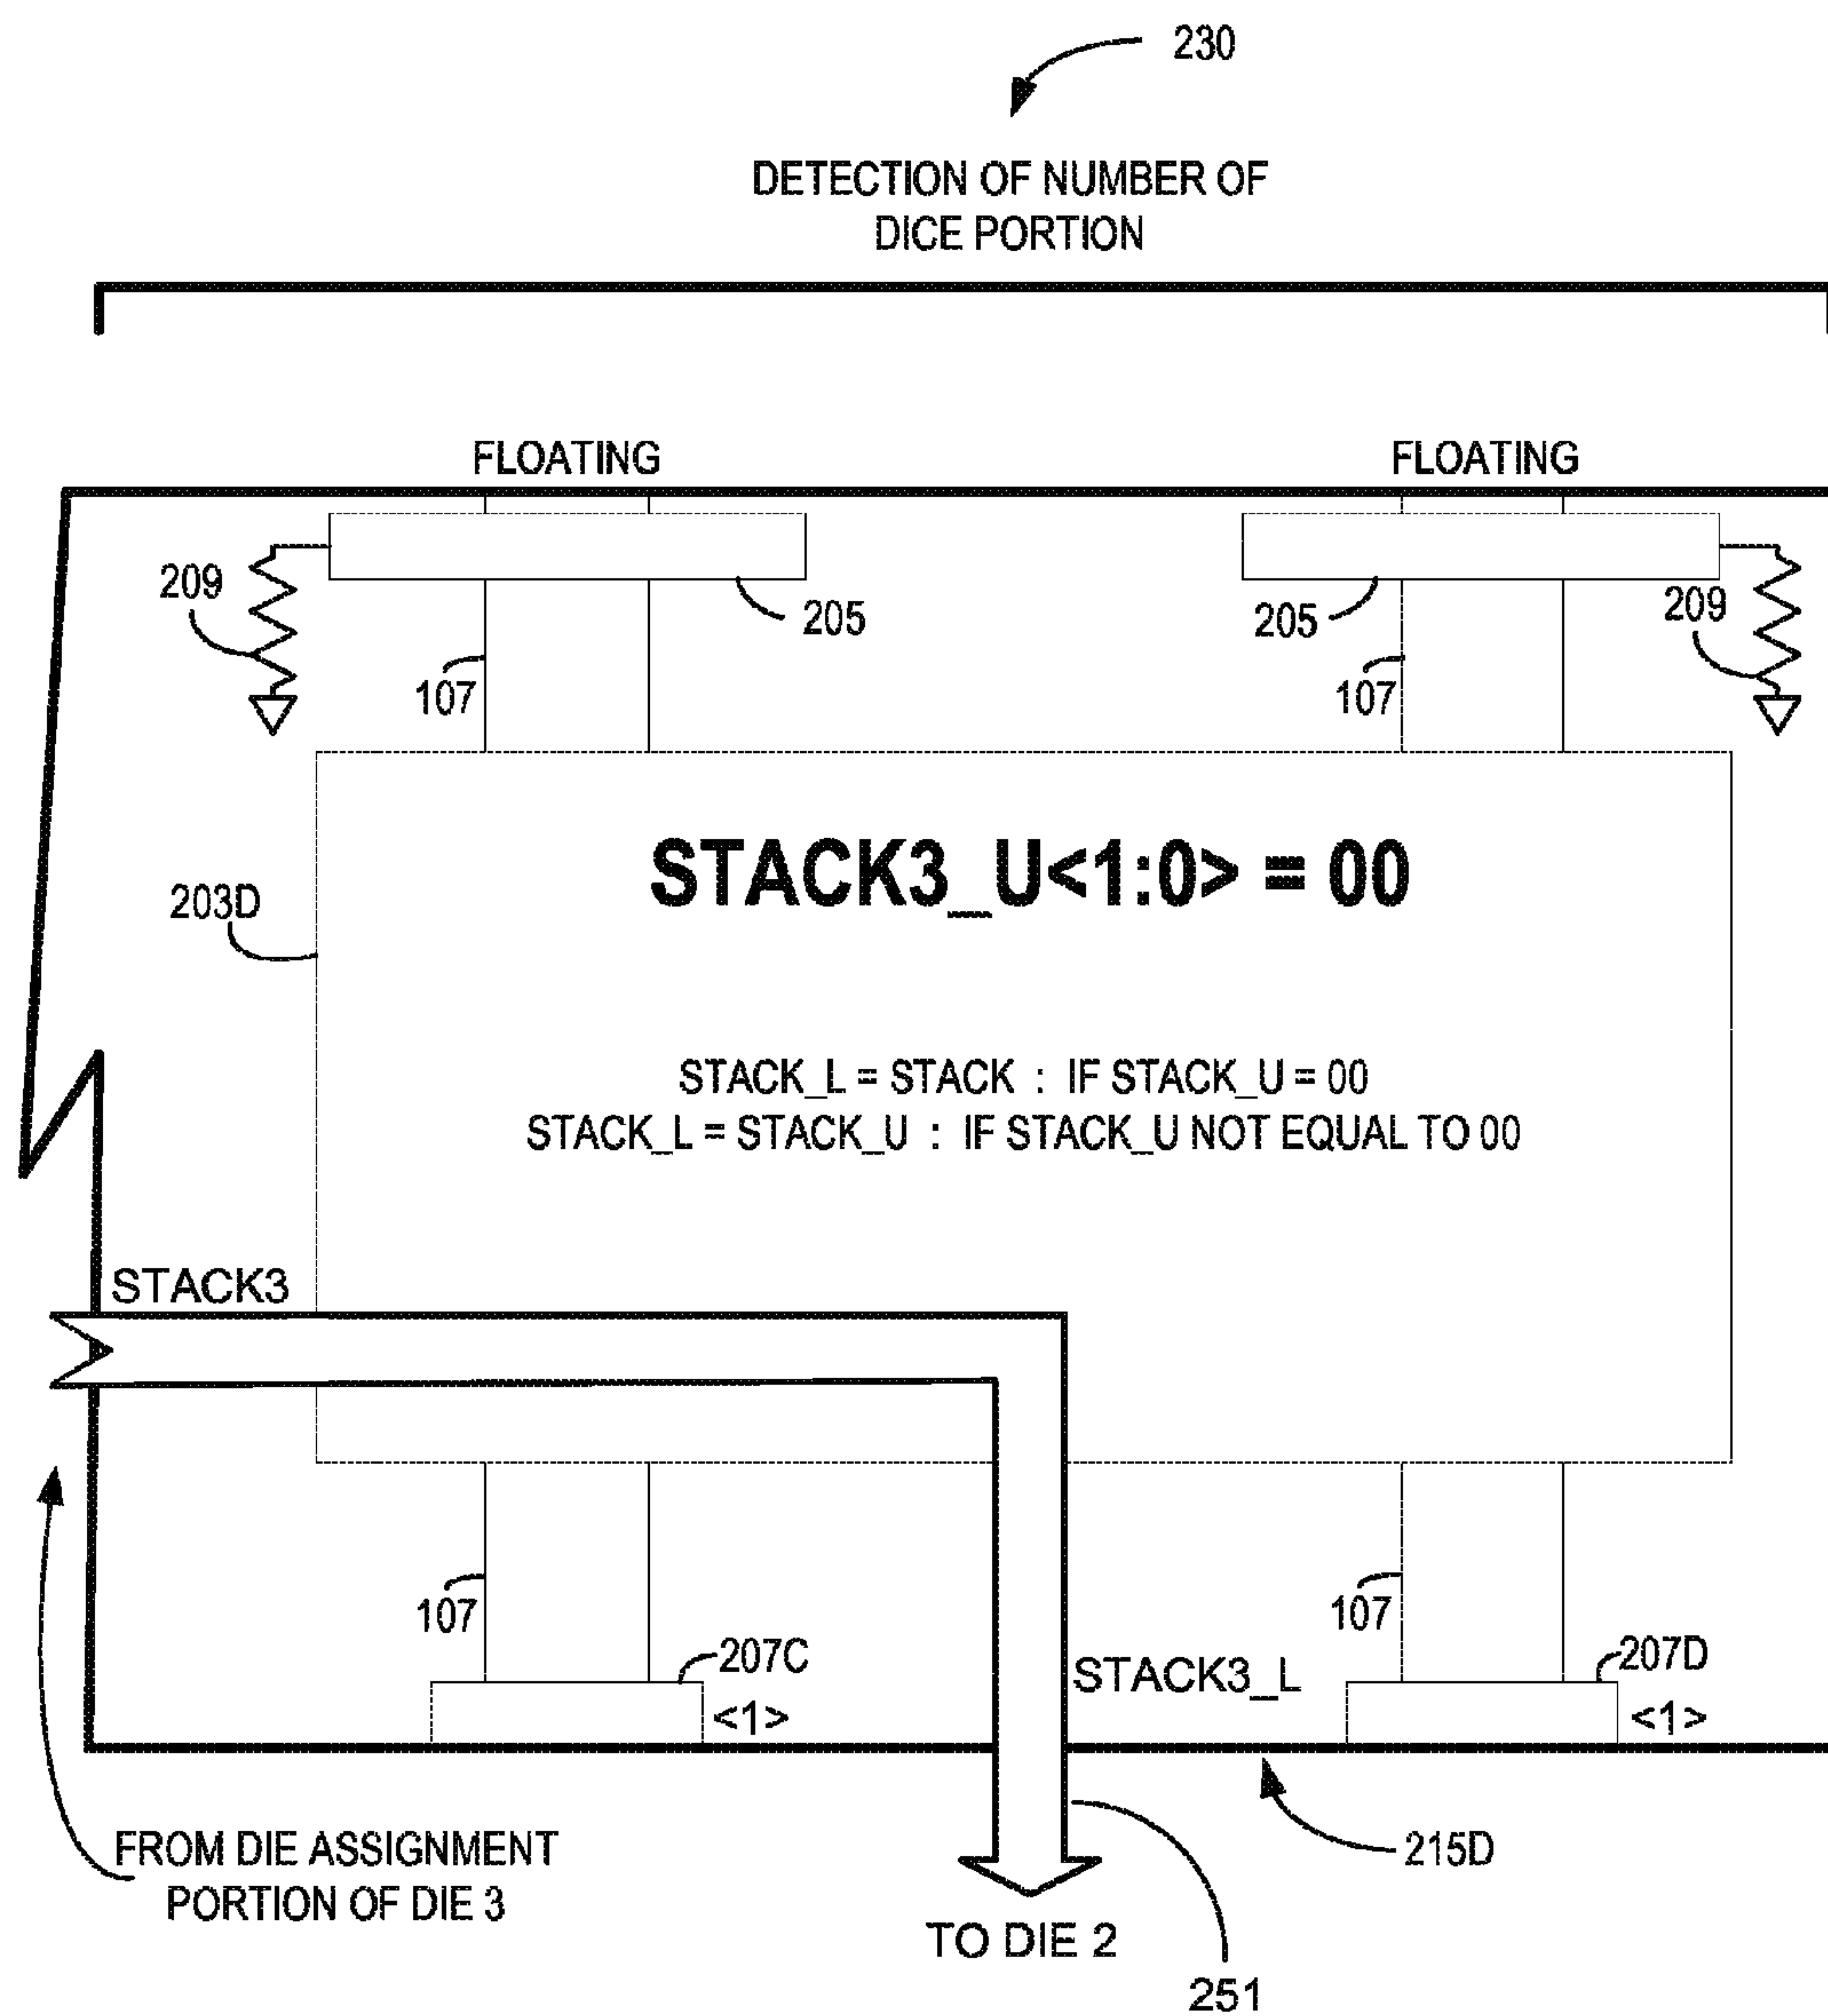 230
DETECTION OF NUMBER OF
DICE PORTION
FLOATING
FLOATING
209
205
205
209
107
107
STACK3_U<1:0> = 00
203D
STACK_L = STACK : IF STACK_U = 00
STACK_L = STACK_U : IF STACK_U NOT EQUAL TO 00
STACK3
107
107
207C
207D
STACK3_L
<1>
<1>
FROM DIE ASSIGNMENT
PORTION OF DIE 3
215D
TO DIE 2
251